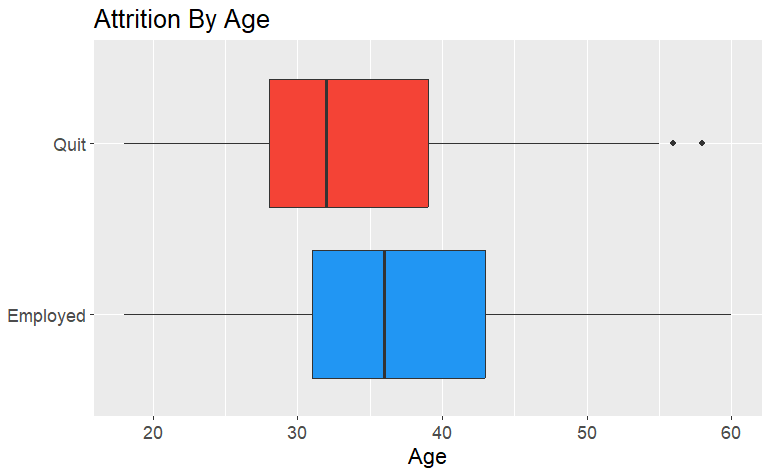 Attrition By Age
Quit
Employed
20 30 40 50 60
Age